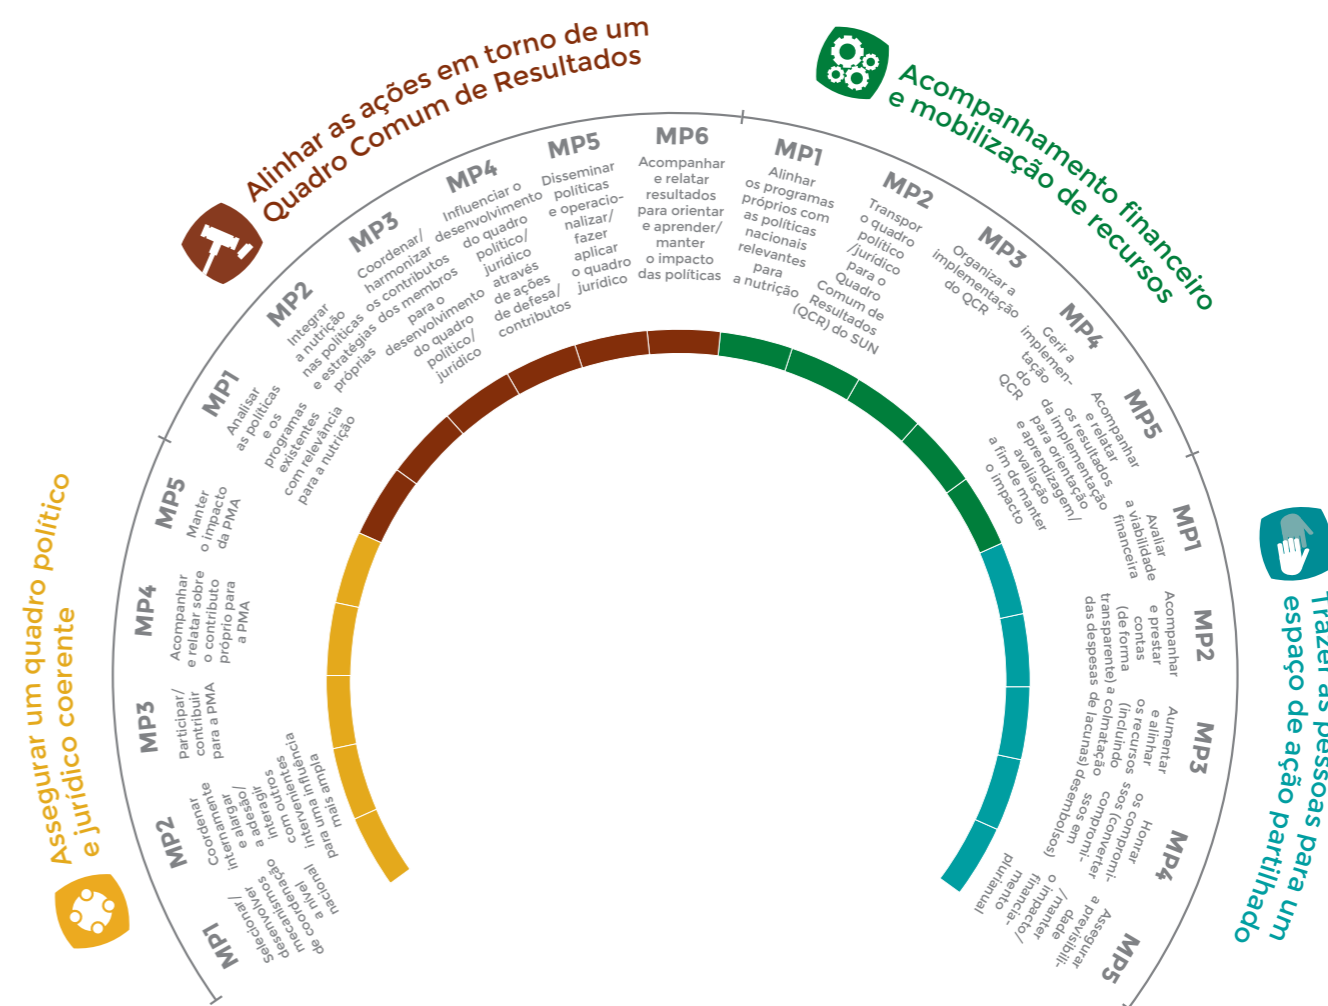 Assegurar um quadro político
e jurídico coerente
MP1
Selecionar/
desenvolver
mecanismos
de coordenação
a nível
nacional
MP2
Coordenar
internamente
e alargar
a adesão/
interagir
com outros
intervenientes
para uma influência
mais ampla
MP3
Participar/
contribuir
para a PMA
MP4
Acompanhar
e relatar sobre
o contributo
próprio para
a PMA
MP5
Manter
o impacto
da PMA
Alinhar as ações em torno de um
Quadro Comum de Resultados
MP1
Analisar
as políticas
e os
programas
existentes
com relevância
para a nutrição
MP2
Integrar
a nutrição
nas políticas
e estratégias
próprias
MP3
Coordenar/
harmonizar
os contributos
dos membros
para o
desenvolvimento
do quadro
político/
jurídico
MP4
Influenciar o
desenvolvimento
do quadro
político/
jurídico
através
de ações
de defesa/
contributos
MP5
Disseminar
políticas
e operacio-
nalizar/
fazer
aplicar
o quadro
jurídico
MP6
Acompanhar
e relatar
resultados
para orientar
e aprender/
manter
o impacto
das políticas
Acompanhamento financeiro
e mobilização de recursos
MP1
Alinhar
os programas
próprios com
as políticas
nacionais
relevantes
para
a nutrição
MP2
Transpor
o quadro
político
/jurídico
para o
Quadro
Comum de
Resultados
(QCR) do SUN
MP3
Organizar a
implementação
do QCR
MP4
Gerir a
implemen-
tação
do
QCR
MP5
Acompanhar
e relatar
os resultados
da implementação
para orientação
e aprendizagem/
avaliação
a fim de manter
o impacto
Trazer as pessoas para um
espaço de ação partilhado
MP1
Avaliar
a viabilidade
financeira
MP2
Acompanhar
e prestar
contas
(de forma
transparente)
das despesas
MP3
Aumentar
e alinhar
os recursos
(incluindo
a colmatação
de lacunas)
MP4
Honrar
os compromi-
ssos (converter
compromi-
ssos em
desembolsos)
MP5
Assegurar
a previsibili-
dade
/manter
o impacto/
financia-
mento
plurianual